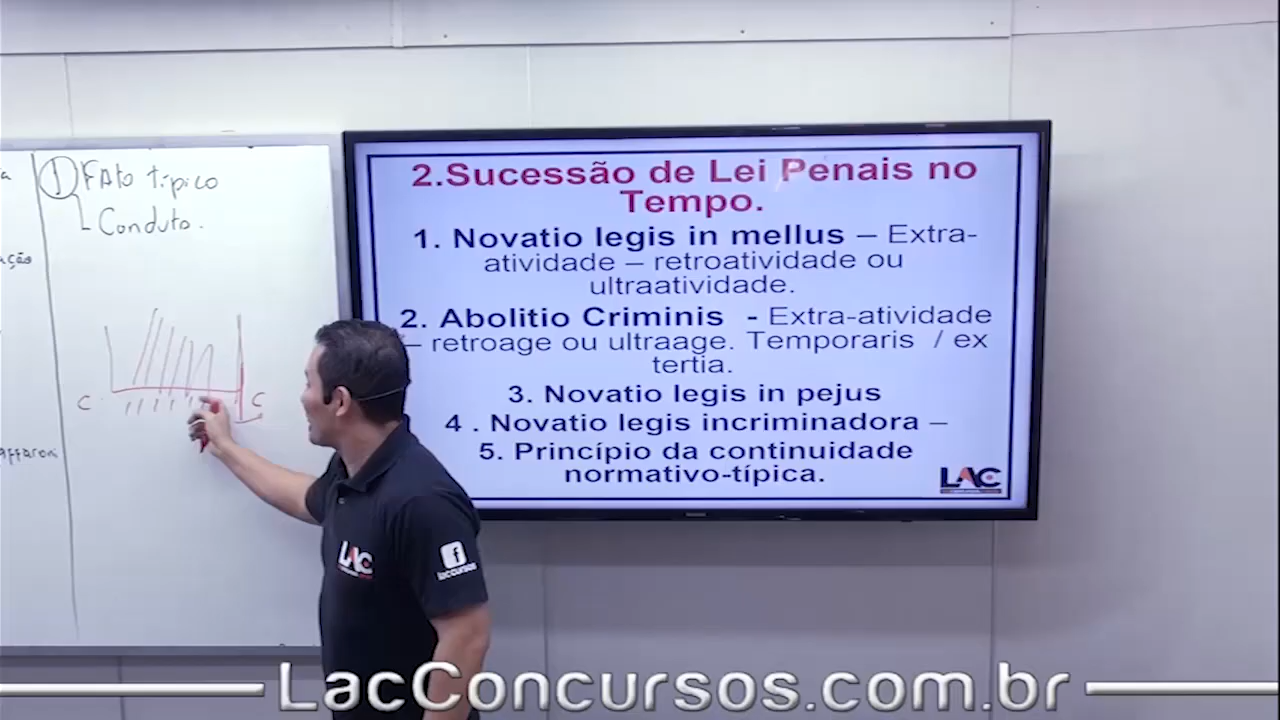 ① FAto típico
Conduta.
ação
C
C
2.Sucessão de Lei Penais no
Tempo.
1. Novatio legis in mellus – Extra-
atividade – retroatividade ou
ultraatividade.
2. Abolitio Criminis - Extra-atividade
– retroage ou ultraage. Temporaris / ex
tertia.
3. Novatio legis in pejus
4 . Novatio legis incriminadora –
5. Princípio da continuidade
normativo-típica.
LAC
LAC
f
laccursos
LacConcursos.com.br